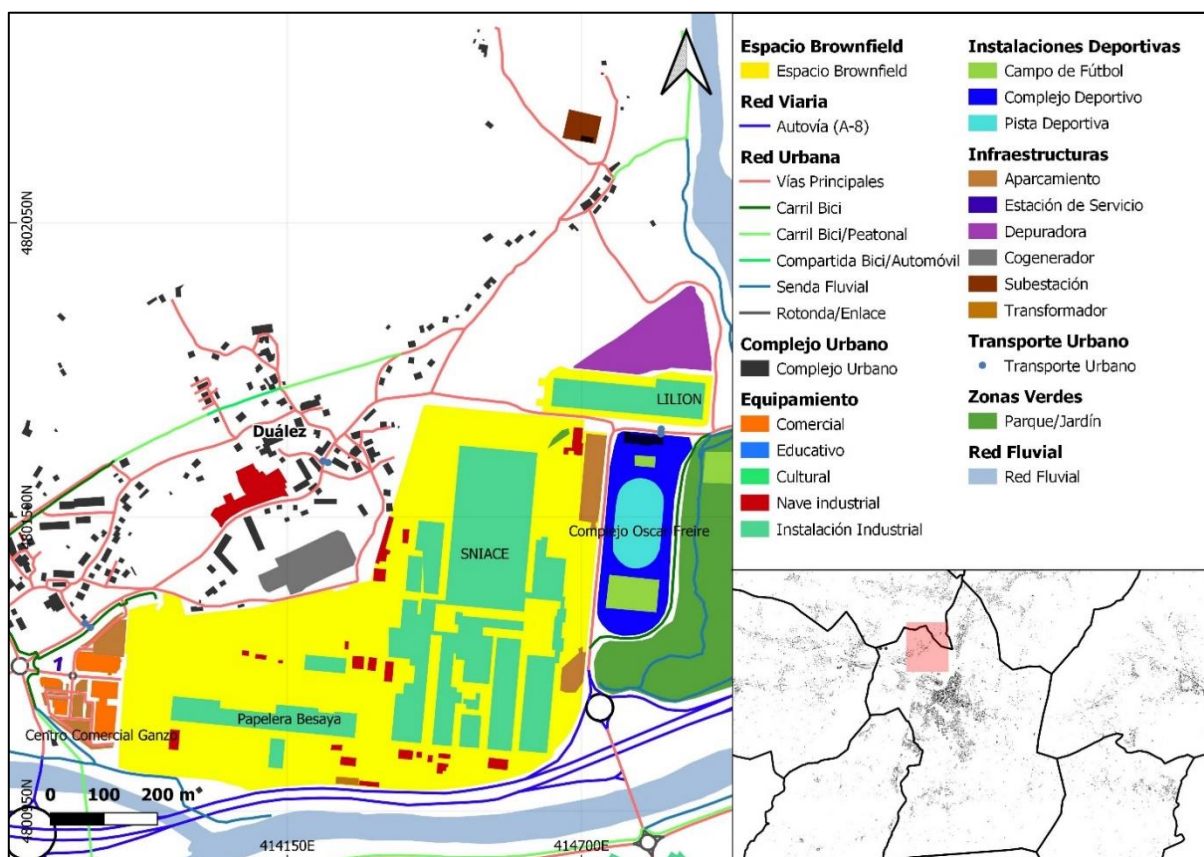 4802050N
4801500N
4800950N
414150E
414700E
Duález
LILION
SNIACE
Complejo Oscar Freire
Papelera Besaya
Centro Comercial Ganzo
1
0 100 200 m
Espacio Brownfield
Espacio Brownfield
Red Viaria
Autovía (A-8)
Red Urbana
Vías Principales
Carril Bici
Carril Bici/Peatonal
Compartida Bici/Automóvil
Senda Fluvial
Rotonda/Enlace
Complejo Urbano
Complejo Urbano
Equipamiento
Comercial
Educativo
Cultural
Nave industrial
Instalación Industrial
Instalaciones Deportivas
Campo de Fútbol
Complejo Deportivo
Pista Deportiva
Infraestructuras
Aparcamiento
Estación de Servicio
Depuradora
Cogenerador
Subestación
Transformador
Transporte Urbano
Transporte Urbano
Zonas Verdes
Parque/Jardín
Red Fluvial
Red Fluvial